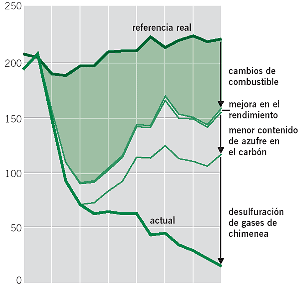 referencia real
250
200
150
100
50
0
actual
cambios de
combustible
mejora en el
rendimiento
menor contenido
de azufre en
el carbón
desulfuración
de gases de
chimenea